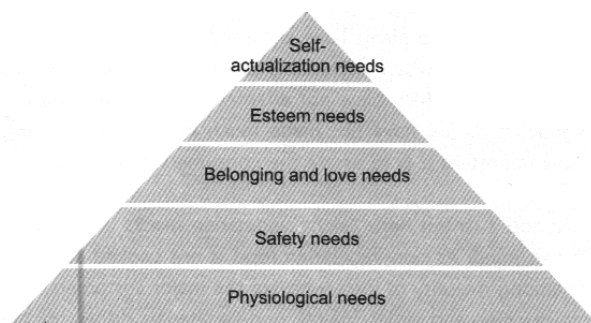 Self-
actualization needs
Esteem needs
Belonging and love needs
Safety needs
Physiological needs